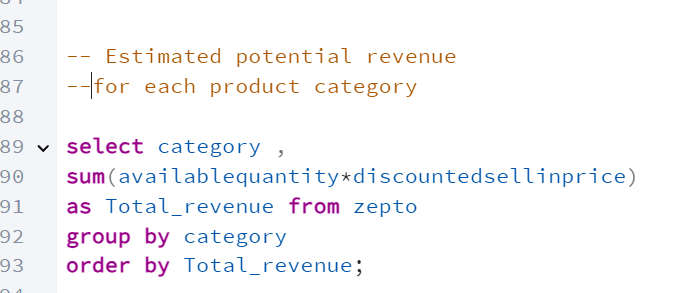 85
86 -- Estimated potential revenue
87 --for each product category
88
89 select category ,
90 sum(availablequantity*discountedsellinprice)
91 as Total_revenue from zepto
92 group by category
93 order by Total_revenue;